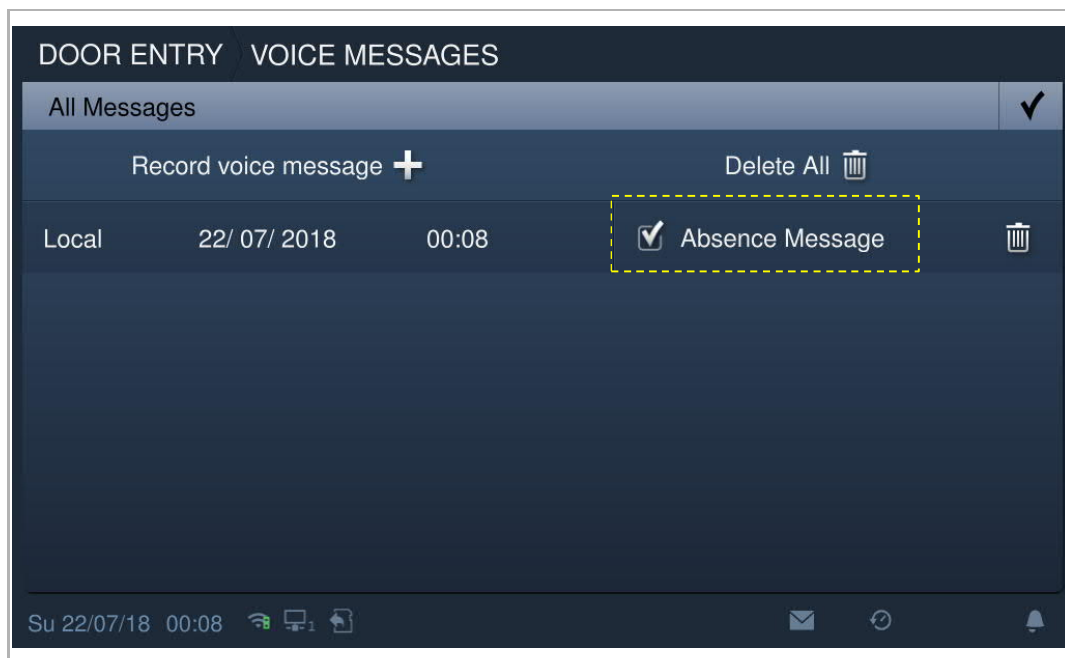 DOOR ENTRY VOICE MESSAGES
All Messages
Record voice message Delete All
Local 22/ 07/ 2018 00:08 Absence Message
Su 22/07/18 00:08 1